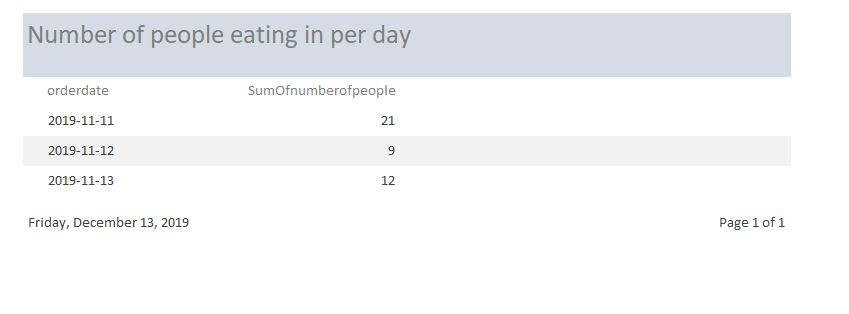 Number of people eating in per day
orderdate SumOfnumberofpeople
2019-11-11 21
2019-11-12 9
2019-11-13 12
Friday, December 13, 2019 Page 1 of 1